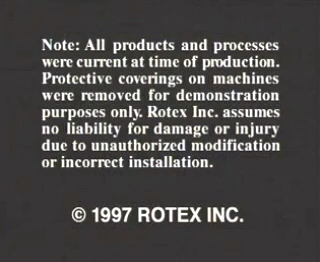 Note: All products and processes
were current at time of production.
Protective coverings on machines
were removed for demonstration
purposes only. Rotex Inc. assumes
no liability for damage or injury
due to unauthorized modification
or incorrect installation.
© 1997 ROTEX INC.